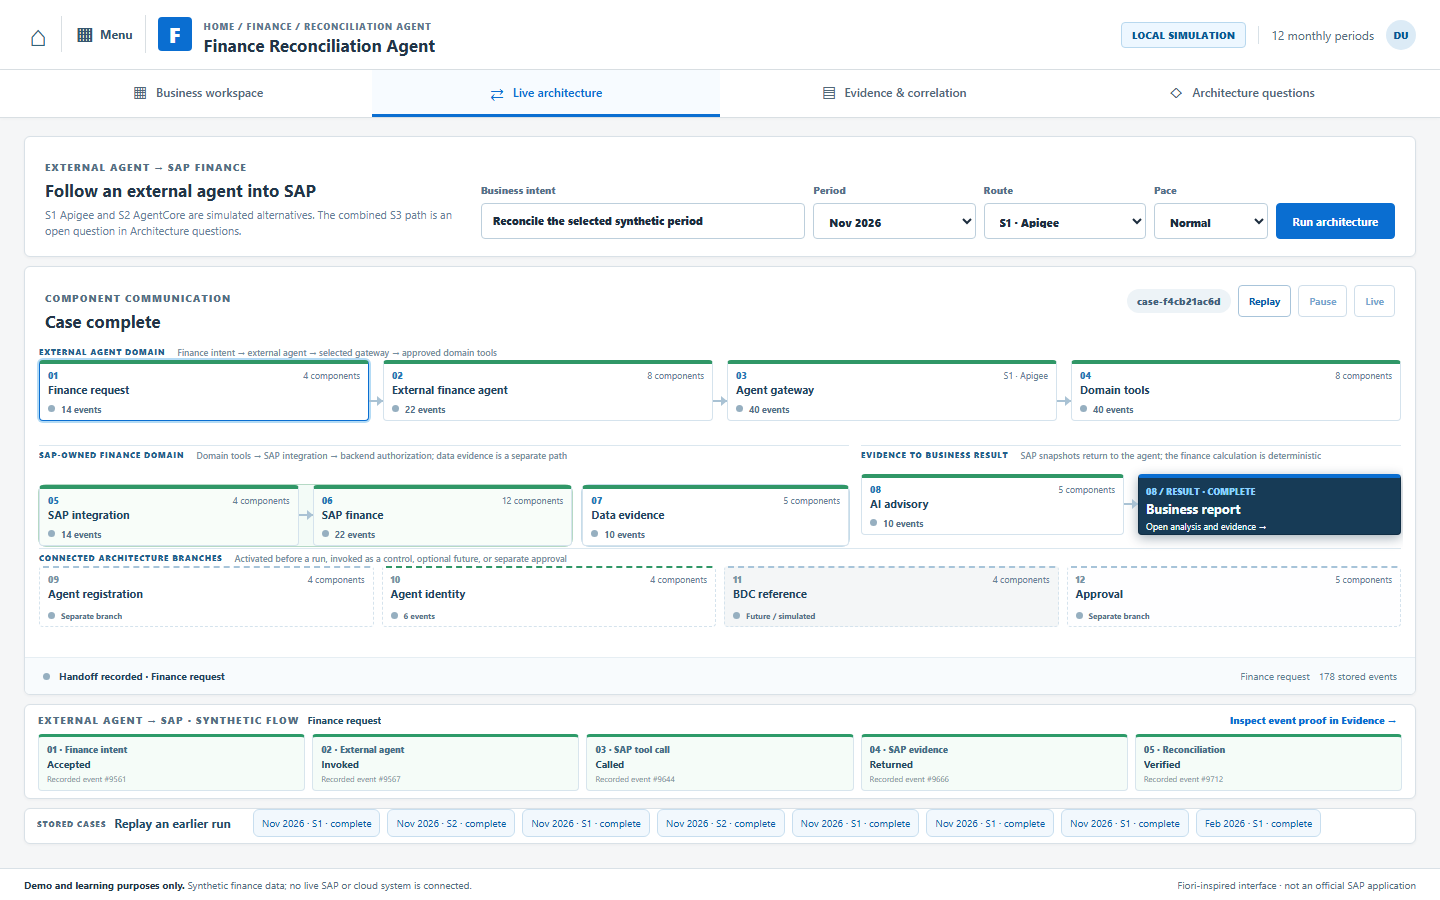 Menu
F
HOME / FINANCE / RECONCILIATION AGENT
Finance Reconciliation Agent
LOCAL SIMULATION
12 monthly periods
DU
Business workspace
Live architecture
Evidence & correlation
Architecture questions
EXTERNAL AGENT → SAP FINANCE
Follow an external agent into SAP
S1 Apigee and S2 AgentCore are simulated alternatives. The combined S3 path is an
open question in Architecture questions.
Business intent
Reconcile the selected synthetic period
Period
Nov 2026
Route
S1 · Apigee
Pace
Normal
Run architecture
COMPONENT COMMUNICATION
Case complete
case-f4cb21ac6d
Replay
Pause
Live
EXTERNAL AGENT DOMAIN Finance intent → external agent → selected gateway → approved domain tools
01 4 components
Finance request
14 events
02 8 components
External finance agent
22 events
03 S1 · Apigee
Agent gateway
40 events
04 8 components
Domain tools
40 events
SAP-OWNED FINANCE DOMAIN Domain tools → SAP integration → backend authorization; data evidence is a separate path
05 4 components
SAP integration
14 events
06 12 components
SAP finance
22 events
07 5 components
Data evidence
10 events
EVIDENCE TO BUSINESS RESULT SAP snapshots return to the agent; the finance calculation is deterministic
08 5 components
AI advisory
10 events
08 / RESULT · COMPLETE
Business report
Open analysis and evidence →
CONNECTED ARCHITECTURE BRANCHES Activated before a run, invoked as a control, optional future, or separate approval
09 4 components
Agent registration
Separate branch
10 4 components
Agent identity
6 events
11 4 components
BDC reference
Future / simulated
12 5 components
Approval
Separate branch
Handoff recorded · Finance request
Finance request 178 stored events
EXTERNAL AGENT → SAP · SYNTHETIC FLOW Finance request
Inspect event proof in Evidence →
01 · Finance intent
Accepted
Recorded event #9561
02 · External agent
Invoked
Recorded event #9567
03 · SAP tool call
Called
Recorded event #9644
04 · SAP evidence
Returned
Recorded event #9666
05 · Reconciliation
Verified
Recorded event #9712
STORED CASES Replay an earlier run
Nov 2026 · S1 · complete
Nov 2026 · S2 · complete
Nov 2026 · S1 · complete
Nov 2026 · S2 · complete
Nov 2026 · S1 · complete
Nov 2026 · S1 · complete
Nov 2026 · S1 · complete
Feb 2026 · S1 · complete
Demo and learning purposes only. Synthetic finance data; no live SAP or cloud system is connected.
Fiori-inspired interface · not an official SAP application